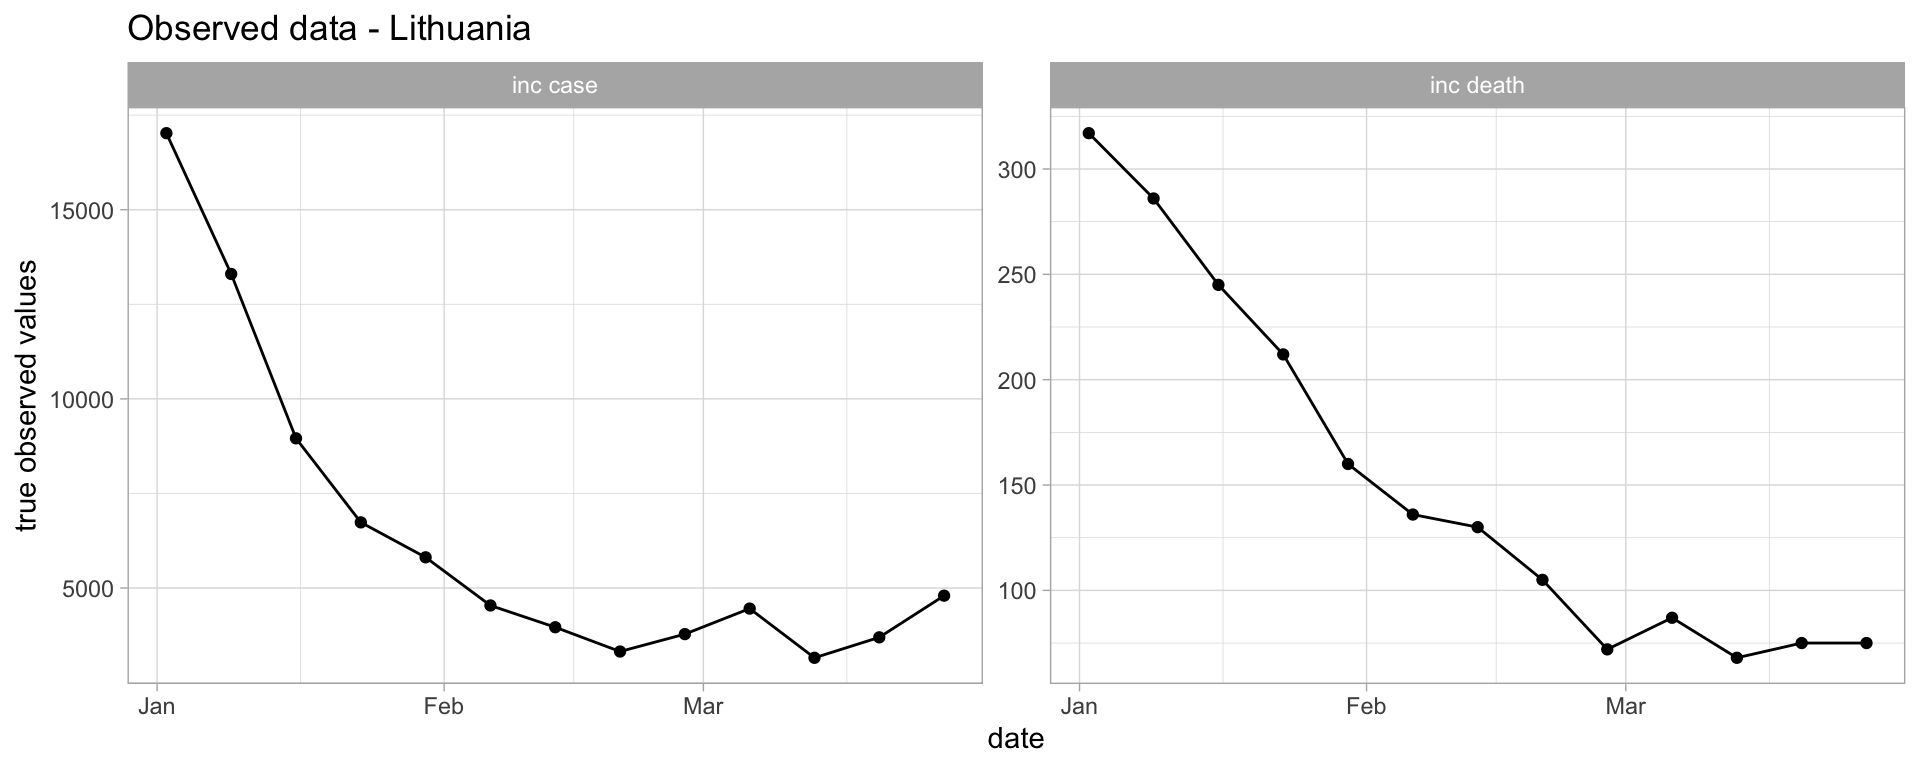 Observed data - Lithuania
inc case
inc death
true observed values
15000
10000
5000
300
250
200
150
100
Jan
Feb
Mar
Jan
Feb
Mar
date